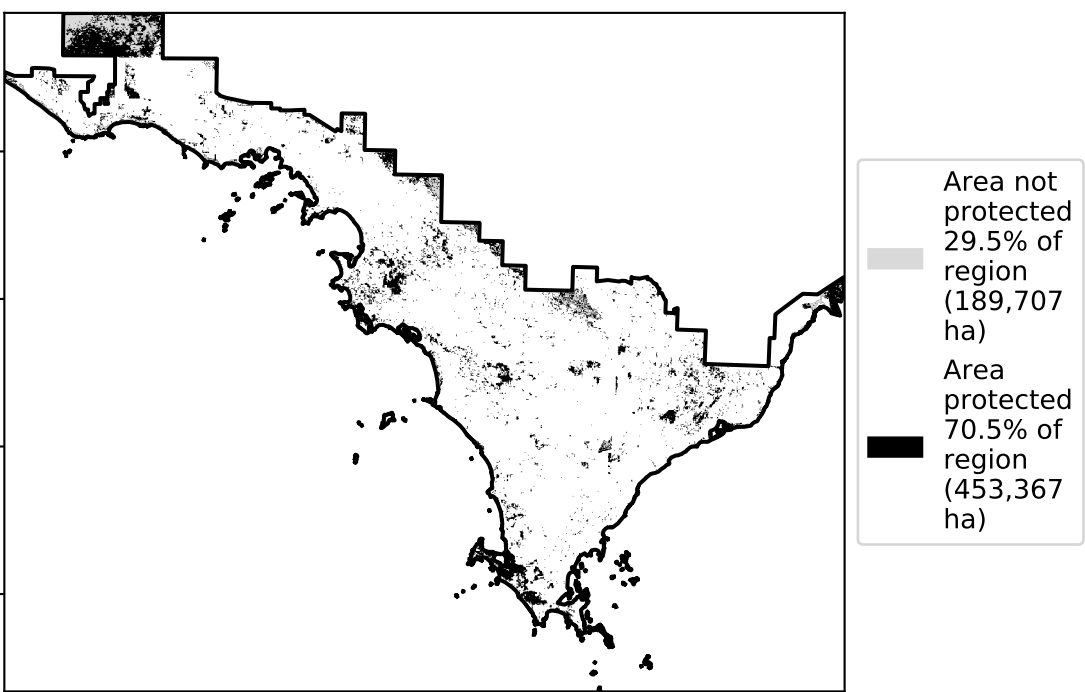 Area not
protected
29.5% of
region
(189,707
ha)
Area
protected
70.5% of
region
(453,367
ha)